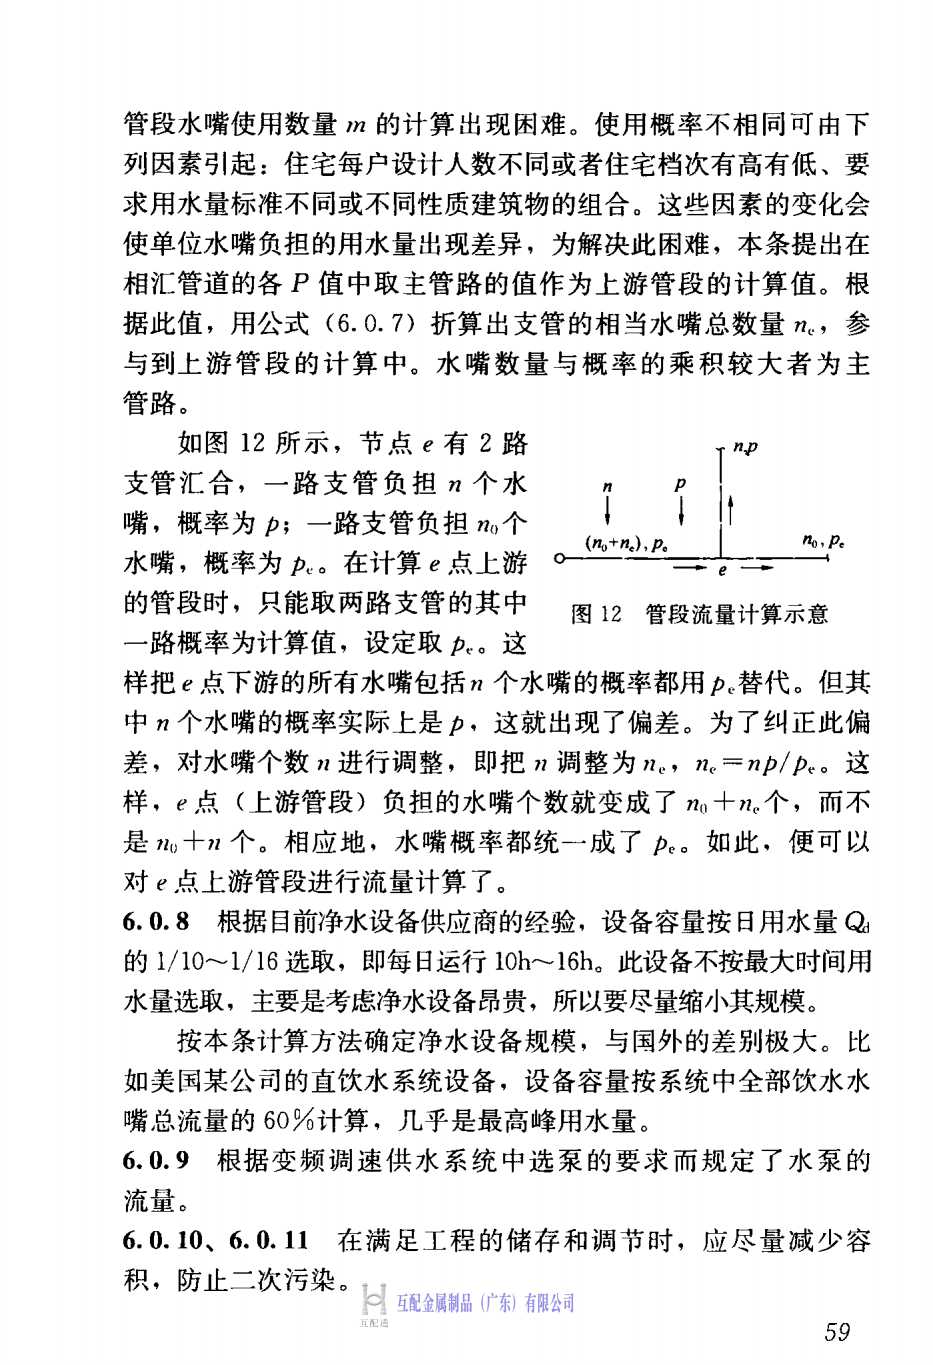 管段水嘴使用数量 m 的计算出现困难。使用概率不相同可由下
列因素引起：住宅每户设计人数不同或者住宅档次有高有低、要
求用水量标准不同或不同性质建筑物的组合。这些因素的变化会
使单位水嘴负担的用水量出现差异，为解决此困难，本条提出在
相汇管道的各 P 值中取主管路的值作为上游管段的计算值。根
据此值，用公式（6.0.7）折算出支管的相当水嘴总数量 nₑ，参
与到上游管段的计算中。水嘴数量与概率的乘积较大者为主
管路。
如图 12 所示，节点 e 有 2 路
支管汇合，一路支管负担 n 个水
嘴，概率为 p；一路支管负担 n₀个
水嘴，概率为 pₑ。在计算 e 点上游
的管段时，只能取两路支管的其中
一路概率为计算值，设定取 pₑ。这
n,p
n p
(n₀+nₑ),pₑ n₀,pₑ
e
图 12 管段流量计算示意
样把 e 点下游的所有水嘴包括 n 个水嘴的概率都用 pₑ替代。但其
中 n 个水嘴的概率实际上是 p，这就出现了偏差。为了纠正此偏
差，对水嘴个数 n 进行调整，即把 n 调整为 nₑ，nₑ＝np/pₑ。这
样，e 点（上游管段）负担的水嘴个数就变成了 n₀＋nₑ个，而不
是 n₀＋n 个。相应地，水嘴概率都统一成了 pₑ。如此，便可以
对 e 点上游管段进行流量计算了。
6.0.8 根据目前净水设备供应商的经验，设备容量按日用水量 Qd
的 1/10～1/16 选取，即每日运行 10h～16h。此设备不按最大时间用
水量选取，主要是考虑净水设备昂贵，所以要尽量缩小其规模。
按本条计算方法确定净水设备规模，与国外的差别极大。比
如美国某公司的直饮水系统设备，设备容量按系统中全部饮水水
嘴总流量的 60％计算，几乎是最高峰用水量。
6.0.9 根据变频调速供水系统中选泵的要求而规定了水泵的
流量。
6.0.10、6.0.11 在满足工程的储存和调节时，应尽量减少容
积，防止二次污染。
互配金属制品（广东）有限公司
互配通
59